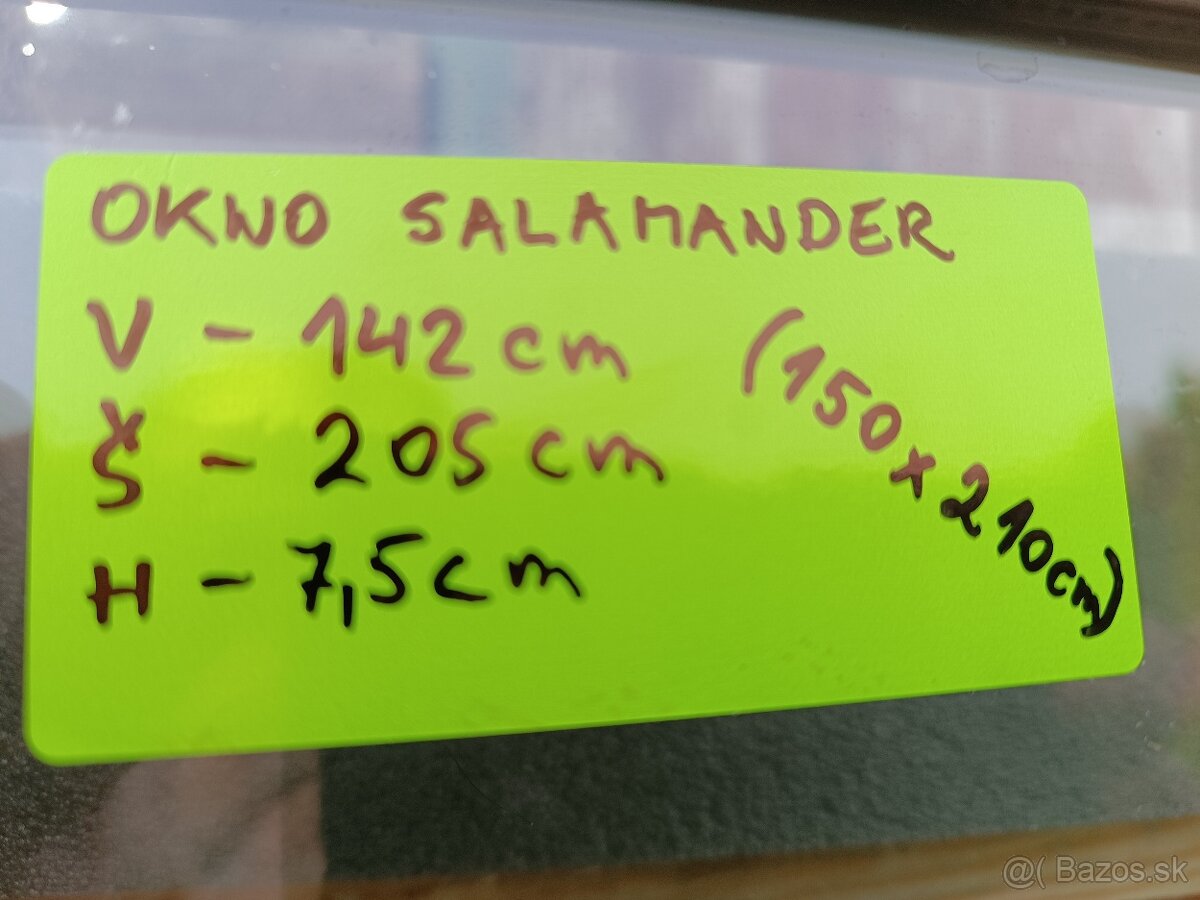 OKNO SALAMANDER
V - 142 cm
Š - 205 cm
H - 7,5 cm
(150 x 210 cm)
@( Bazos.sk